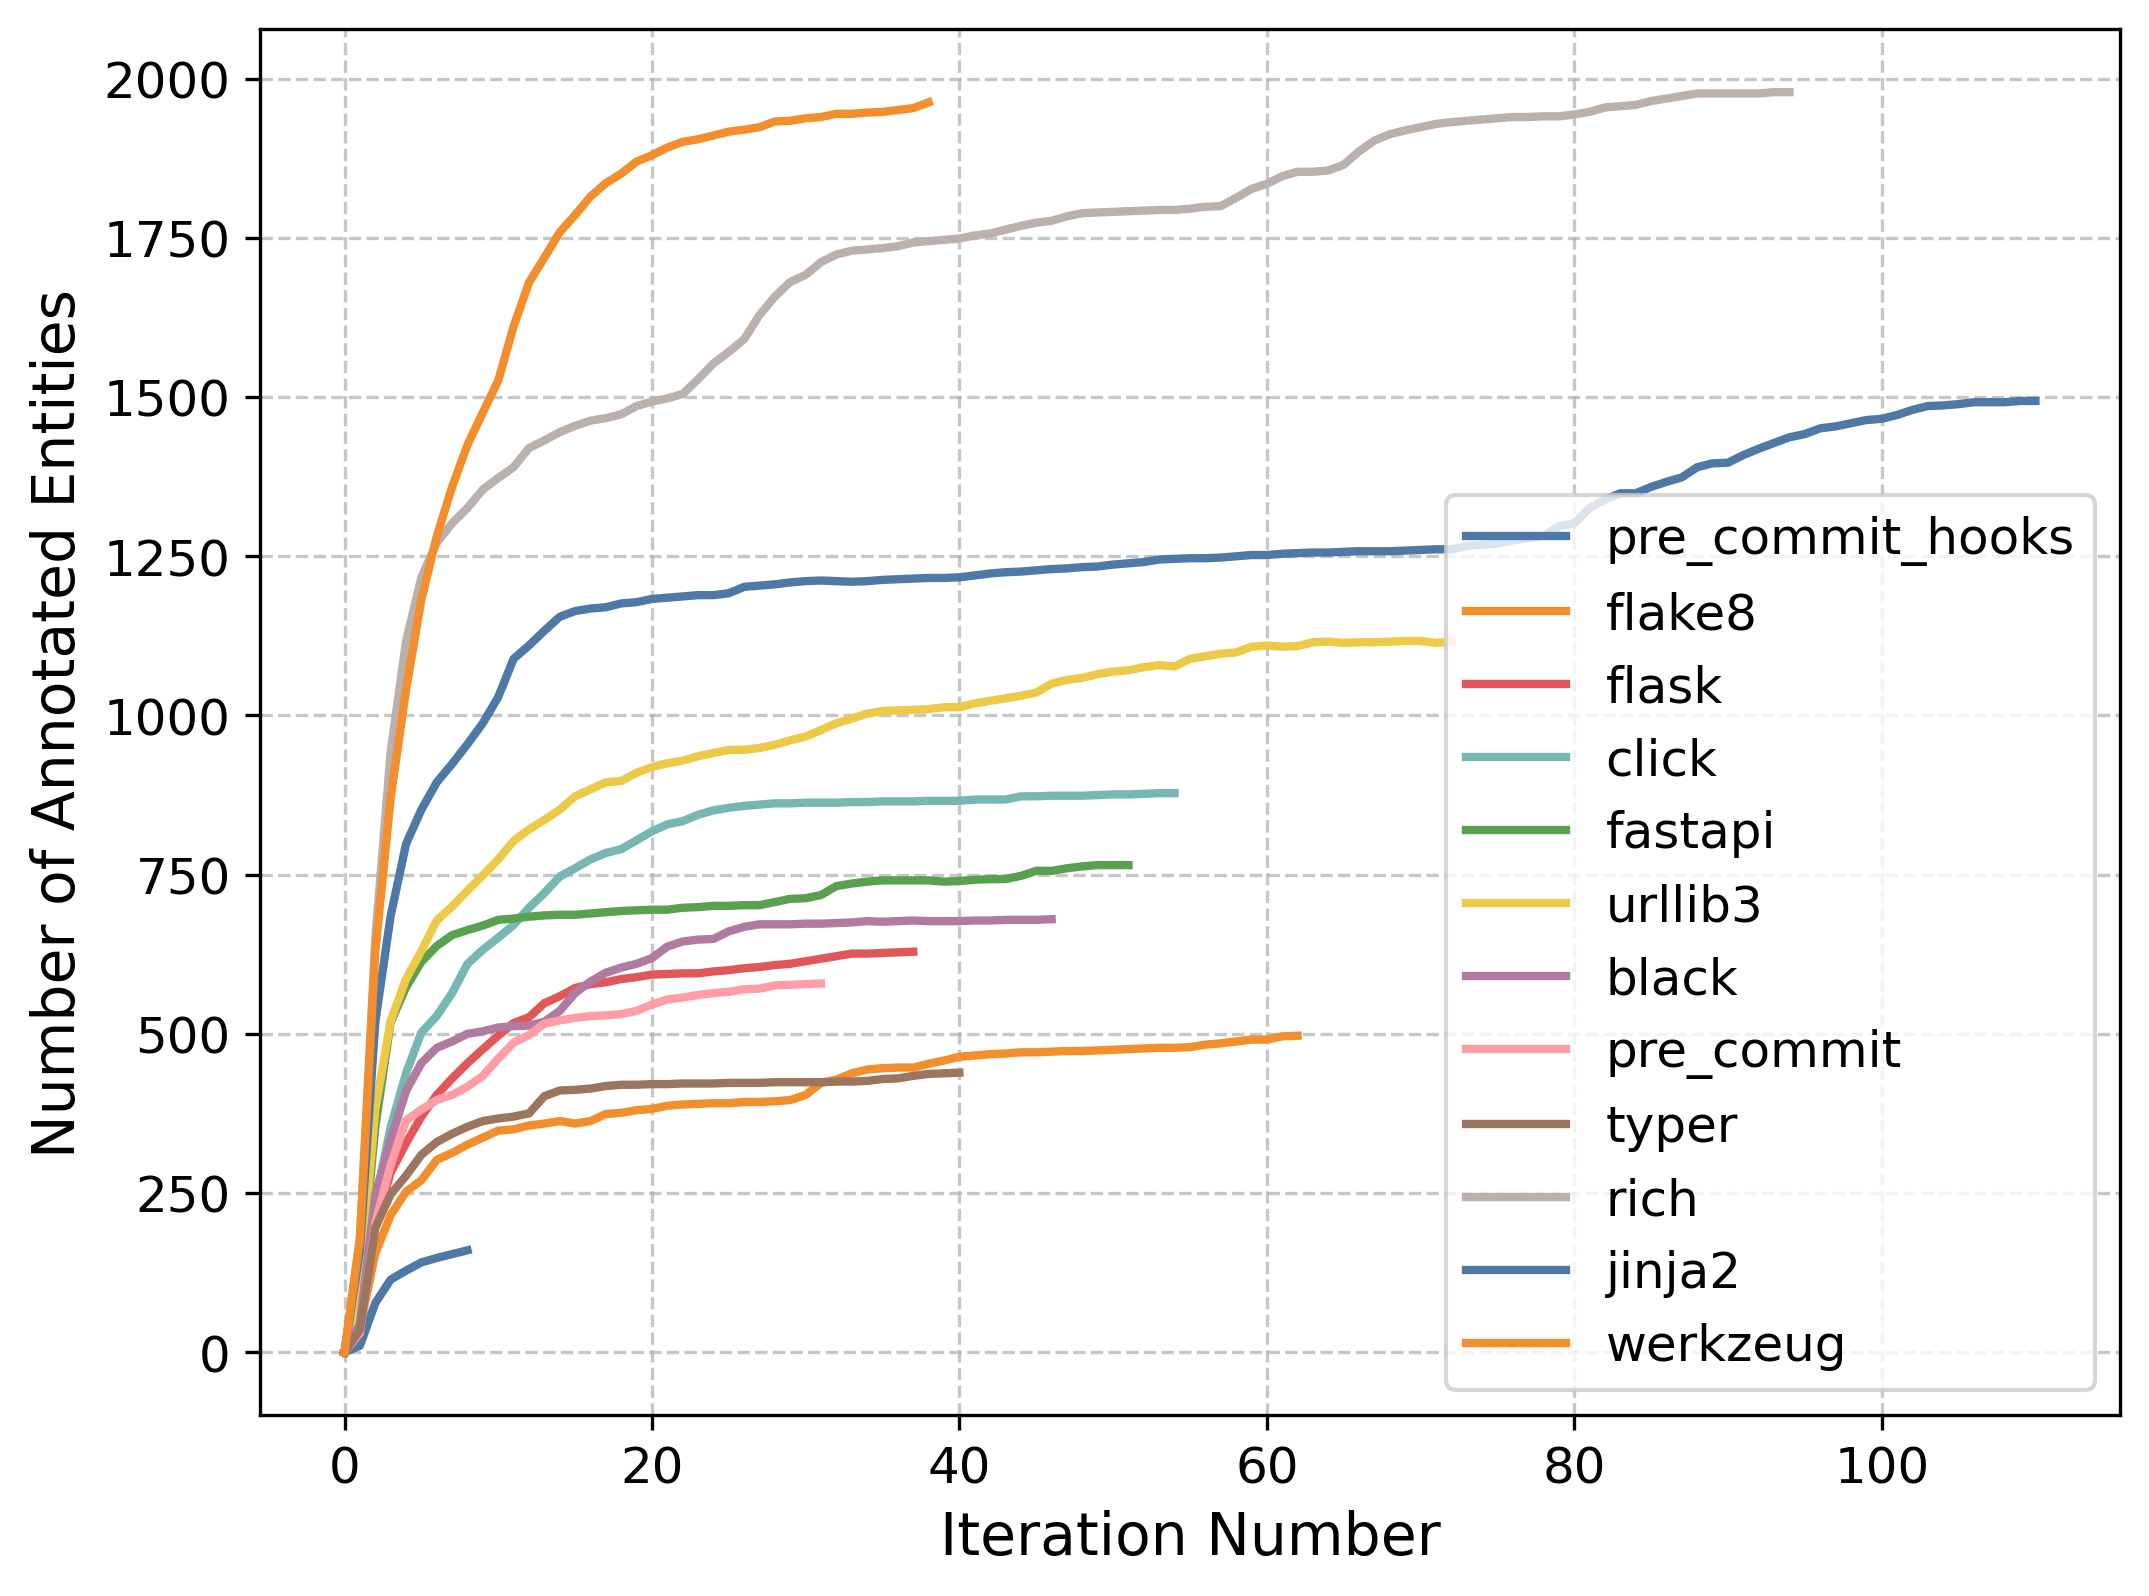 2000
1750
1500
1250
1000
750
500
250
0
Number of Annotated Entities
pre_commit_hooks
flake8
flask
click
fastapi
urllib3
black
pre_commit
typer
rich
jinja2
werkzeug
0 20 40 60 80 100
Iteration Number